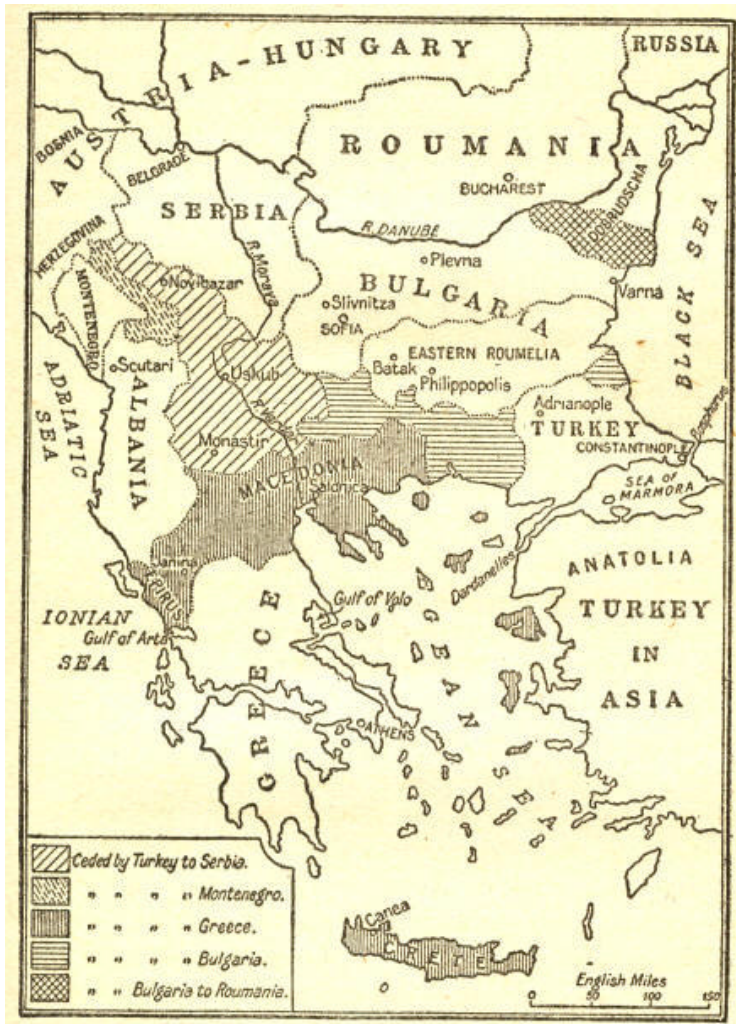 AUSTRIA-HUNGARY
RUSSIA
BOSNIA
ROUMANIA
BELGRADE
BUCHAREST
SERBIA
DOBRUDSCHA
HERZEGOVINA
R. DANUBE
BLACK SEA
R. Morava
Plevna
Novibazar
BULGARIA
MONTENEGRO
Varna
Slivnitza
SOFIA
EASTERN ROUMELIA
Scutari
Batak
Uskub
Philippopolis
ADRIATIC SEA
ALBANIA
R. Vardar
Adrianople
Bosphorus
TURKEY
Monastir
CONSTANTINOPLE
MACEDONIA
Salonica
SEA OF
MARMORA
Dardanelles
ANATOLIA
Janina
EPIRUS
IONIAN
SEA
Gulf of Volo
TURKEY
IN
ASIA
Gulf of Arta
GREECE
ÆGEAN SEA
ATHENS
Ceded by Turkey to Serbia.
" " " " Montenegro.
" " " " Greece.
" " " " Bulgaria.
" " Bulgaria to Roumania.
Canea
CRETE
English Miles
0 50 100 150